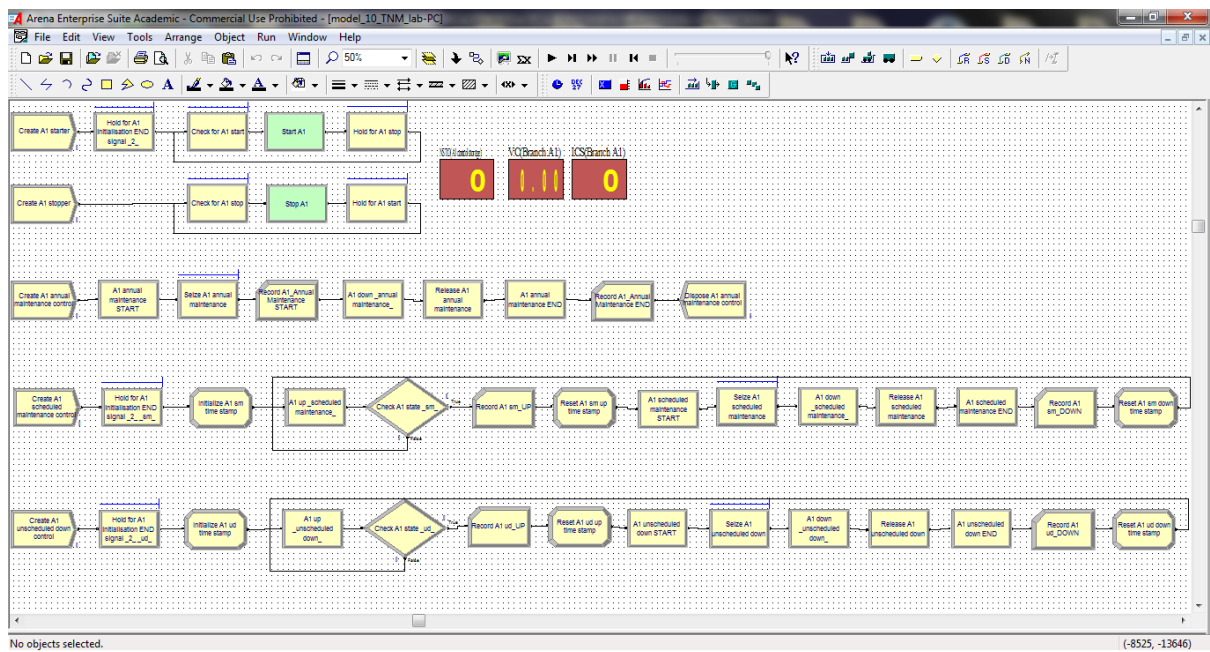 Arena Enterprise Suite Academic - Commercial Use Prohibited - [model_10_TNM_lab-PC]
File Edit View Tools Arrange Object Run Window Help
50%
Create A1 starter
Hold for A1
Initialisation END
signal _2_
Check for A1 start
Start A1
Hold for A1 stop
VC(Branch A1)
ICS(Branch A1)
0
0.00
0
Create A1 stopper
Check for A1 stop
Stop A1
Hold for A1 start
Create A1 annual
maintenance control
A1 annual
maintenance
START
Seize A1 annual
maintenance
Record A1_Annual
Maintenance
START
A1 down _annual
maintenance_
Release A1
annual
maintenance
A1 annual
maintenance END
Record A1_Annual
Maintenance END
Dispose A1 annual
maintenance control
Create A1
scheduled
maintenance control
Hold for A1
Initialisation END
signal _2__sm_
Initialize A1 sm
time stamp
A1 up _scheduled
maintenance_
Check A1 state _sm_
True
False
Record A1 sm_UP
Reset A1 sm up
time stamp
A1 scheduled
maintenance
START
Seize A1
scheduled
maintenance
A1 down
_scheduled
maintenance_
Release A1
scheduled
maintenance
A1 scheduled
maintenance END
Record A1
sm_DOWN
Reset A1 sm down
time stamp
Create A1
unscheduled down
control
Hold for A1
Initialisation END
signal _2__ud_
Initialize A1 ud
time stamp
A1 up
_unscheduled
down_
Check A1 state _ud_
True
False
Record A1 ud_UP
Reset A1 ud up
time stamp
A1 unscheduled
down START
Seize A1
unscheduled down
A1 down
_unscheduled
down_
Release A1
unscheduled down
A1 unscheduled
down END
Record A1
ud_DOWN
Reset A1 ud down
time stamp
No objects selected.
(-8525, -13646)